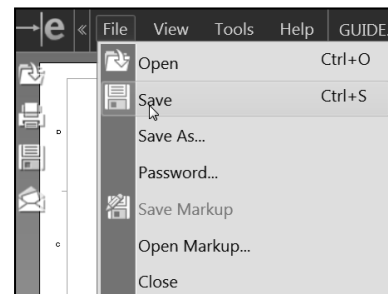 e « File View Tools Help GUIDE
Open Ctrl+O
Save Ctrl+S
Save As...
Password...
Save Markup
Open Markup...
Close